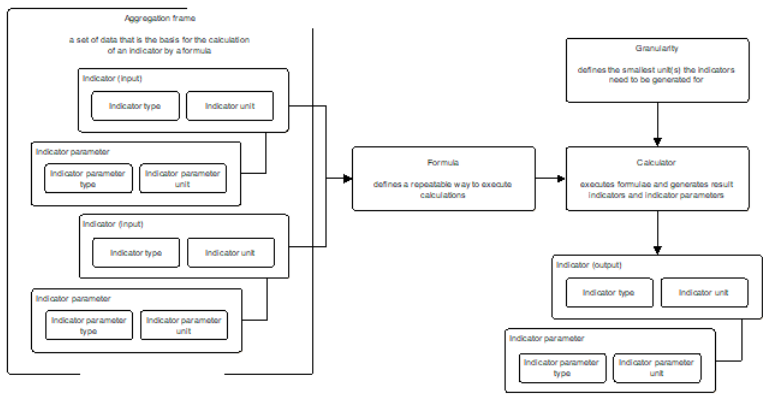 Aggregation frame
a set of data that is the basis for the calculation
of an indicator by a formula
Indicator (input)
Indicator type
Indicator unit
Indicator parameter
Indicator parameter
type
Indicator parameter
unit
Indicator (input)
Indicator type
Indicator unit
Indicator parameter
Indicator parameter
type
Indicator parameter
unit
Formula
defines a repeatable way to execute
calculations
Granularity
defines the smallest unit(s) the indicators
need to be generated for
Calculator
executes formulae and generates result
indicators and indicator parameters
Indicator (output)
Indicator type
Indicator unit
Indicator parameter
Indicator parameter
type
Indicator parameter
unit